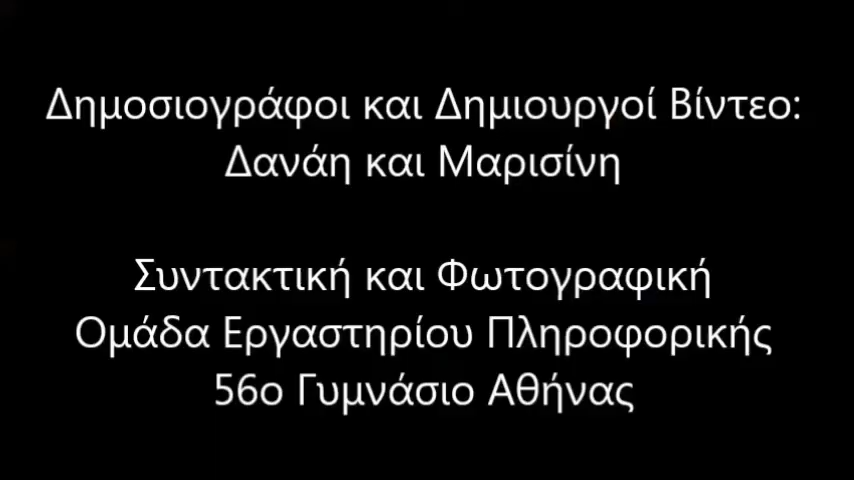 Δημοσιογράφοι και Δημιουργοί Βίντεο:
Δανάη και Μαρισίνη
Συντακτική και Φωτογραφική
Ομάδα Εργαστηρίου Πληροφορικής
56ο Γυμνάσιο Αθήνας